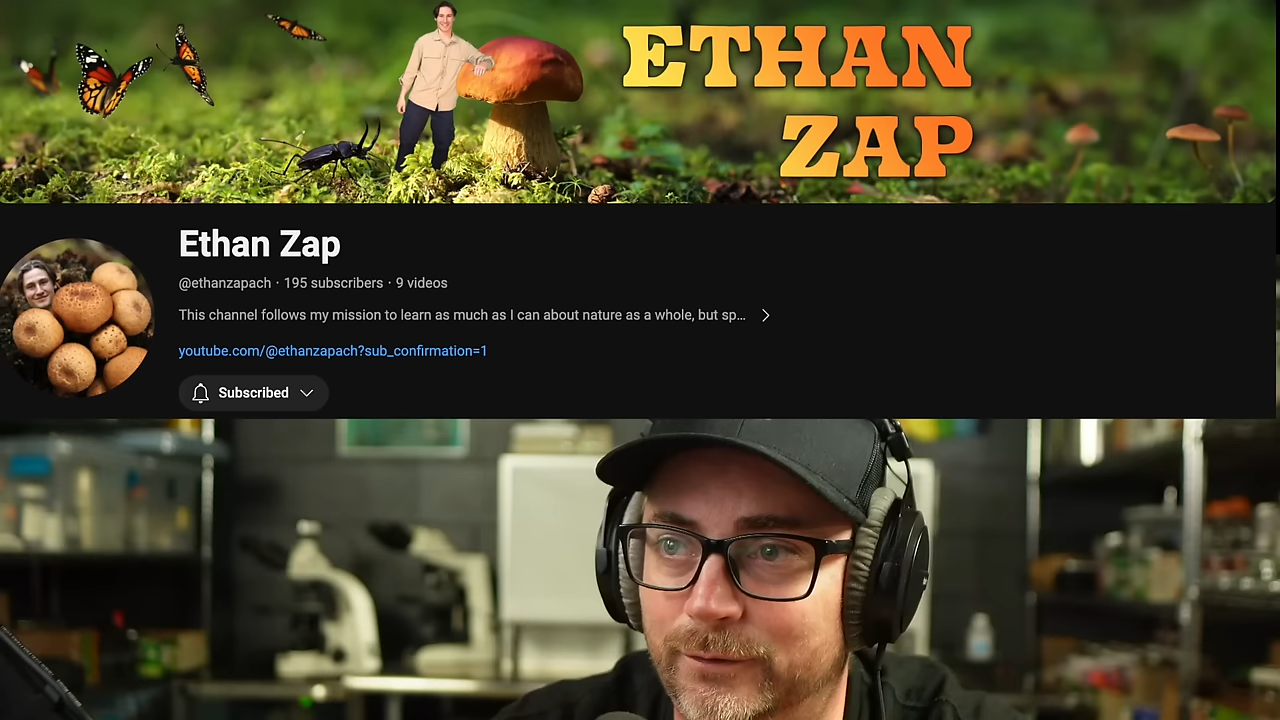 ETHAN
ZAP
Ethan Zap
@ethanzapach · 195 subscribers · 9 videos
This channel follows my mission to learn as much as I can about nature as a whole, but sp...
youtube.com/@ethanzapach?sub_confirmation=1
Subscribed